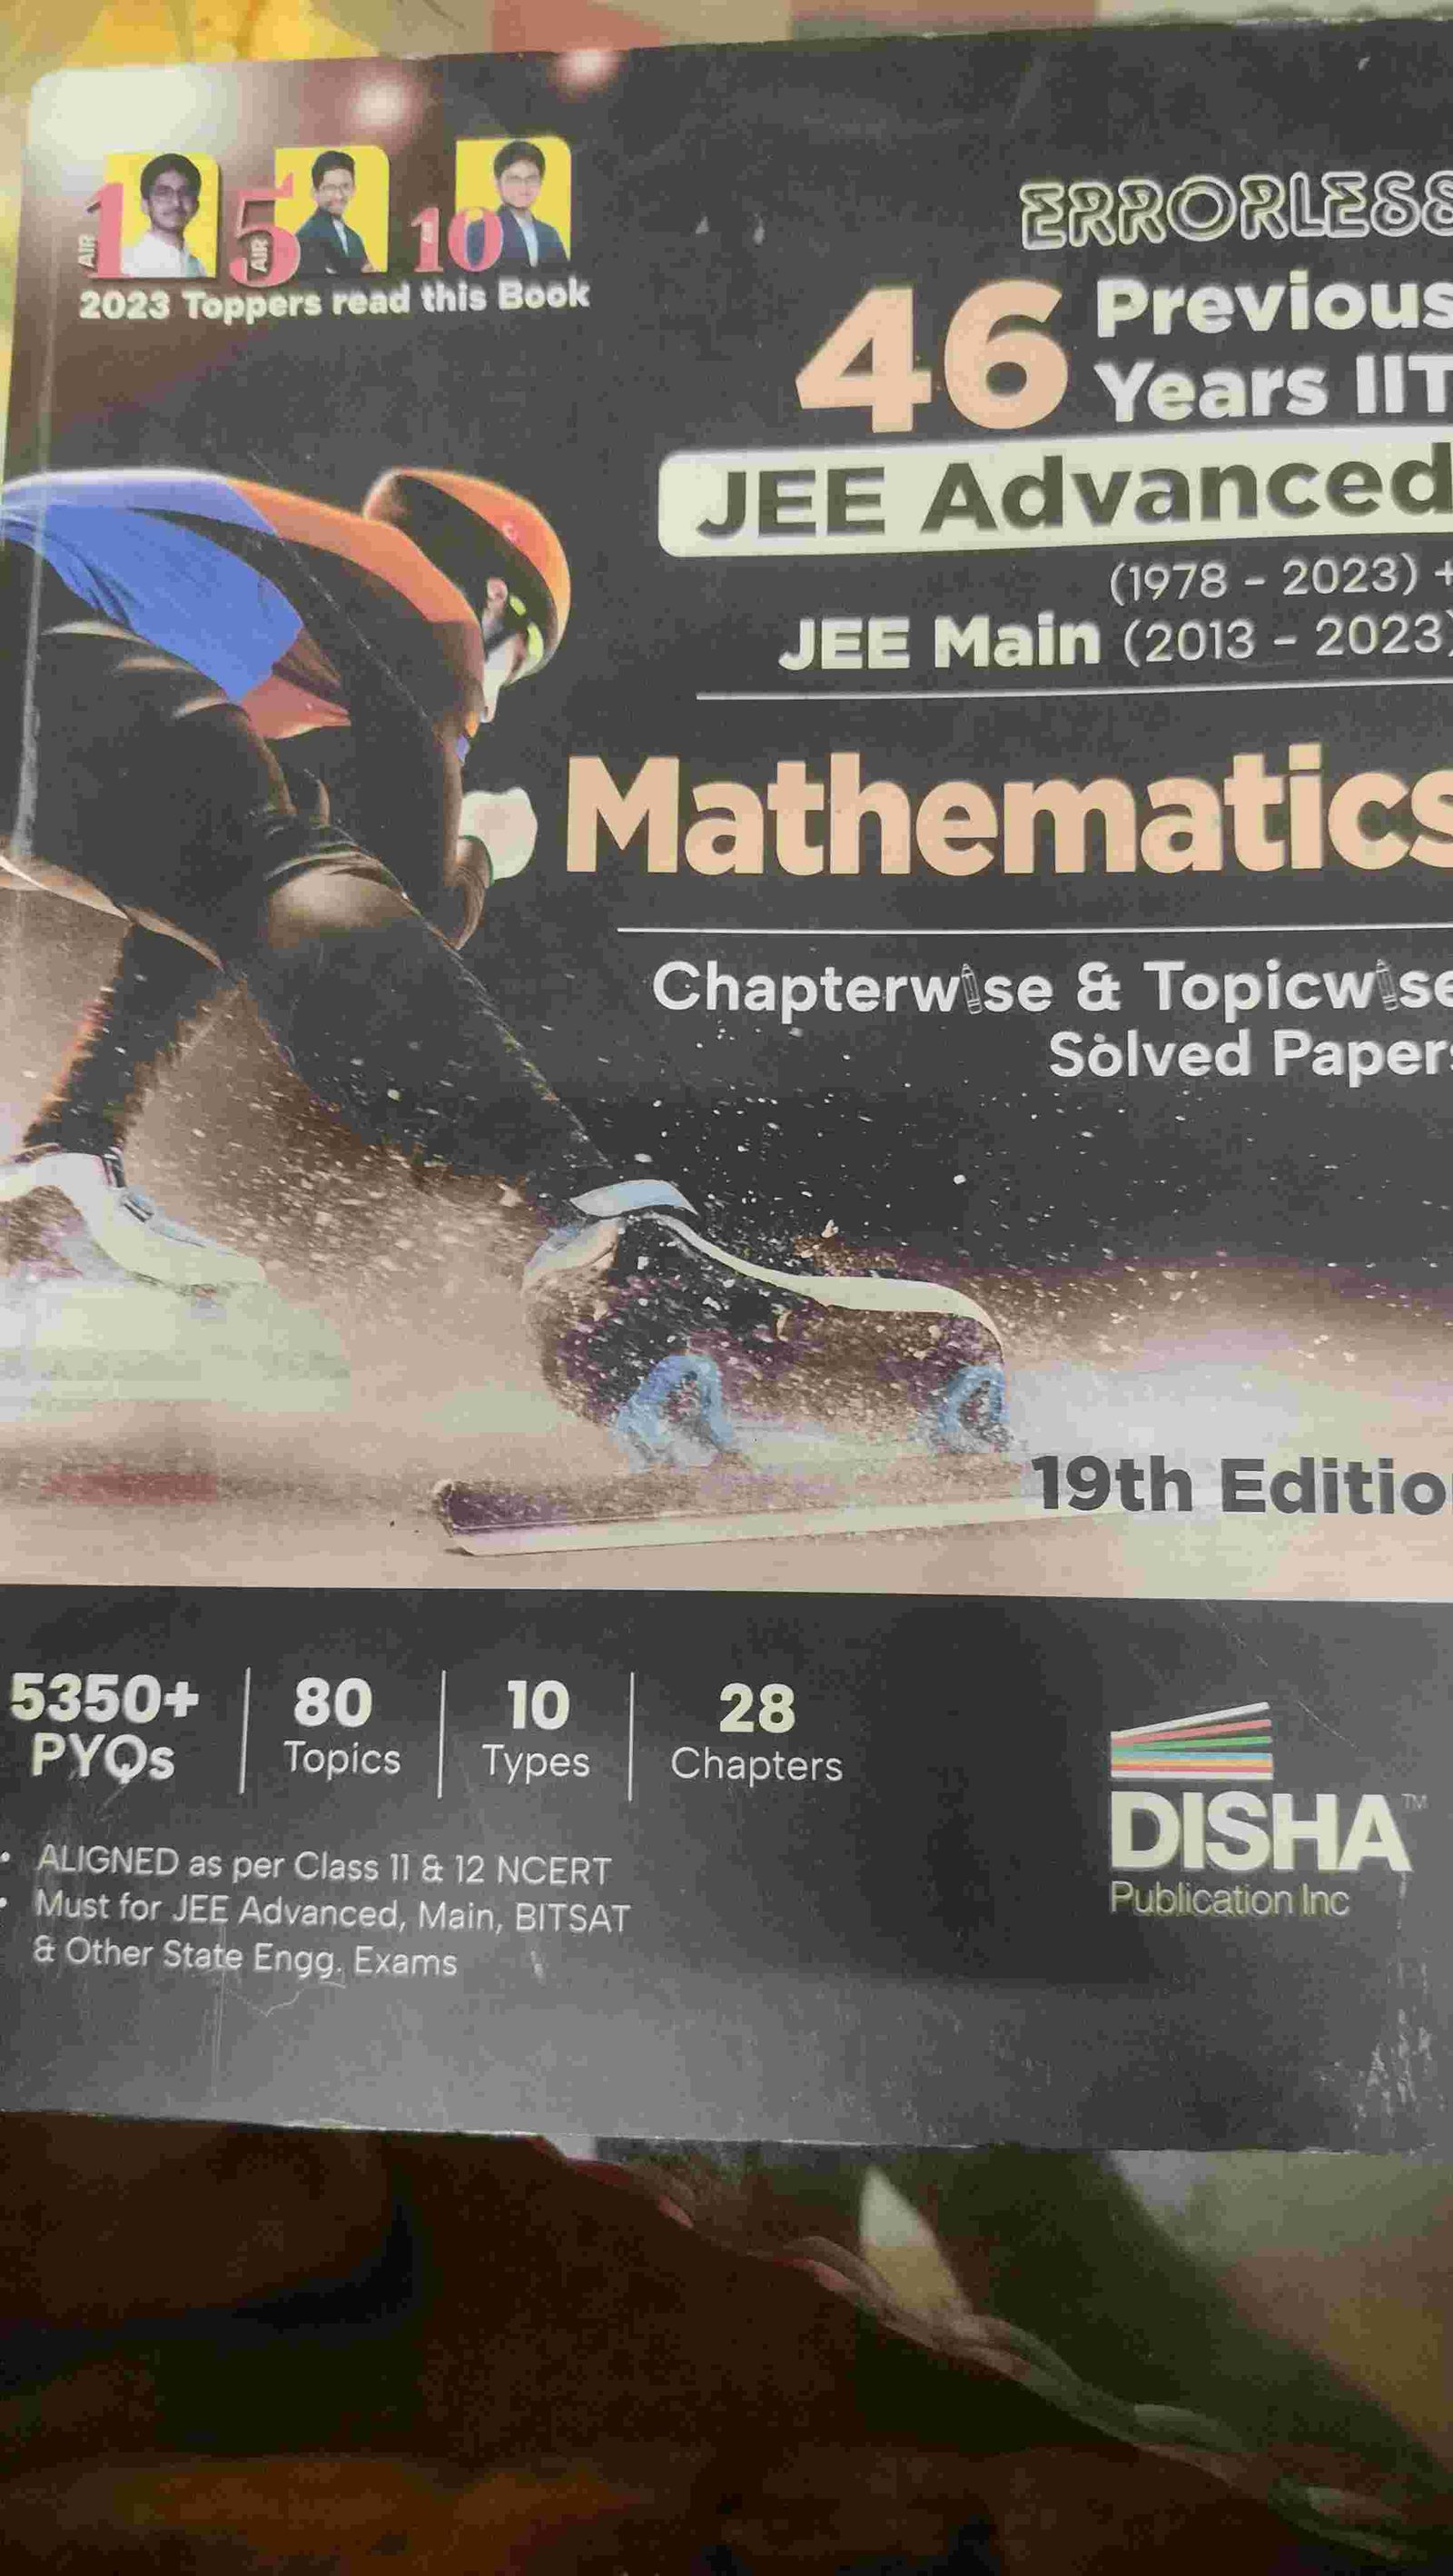 AIR 1 AIR 5 10
2023 Toppers read this Book
ERRORLESS
46 Previous
Years IIT
JEE Advanced
(1978 - 2023) +
JEE Main (2013 - 2023)
Mathematics
Chapterwise & Topicwise
Solved Papers
19th Edition
5350+ PYQs
80 Topics
10 Types
28 Chapters
• ALIGNED as per Class 11 & 12 NCERT
• Must for JEE Advanced, Main, BITSAT
& Other State Engg. Exams
DISHA™
Publication Inc